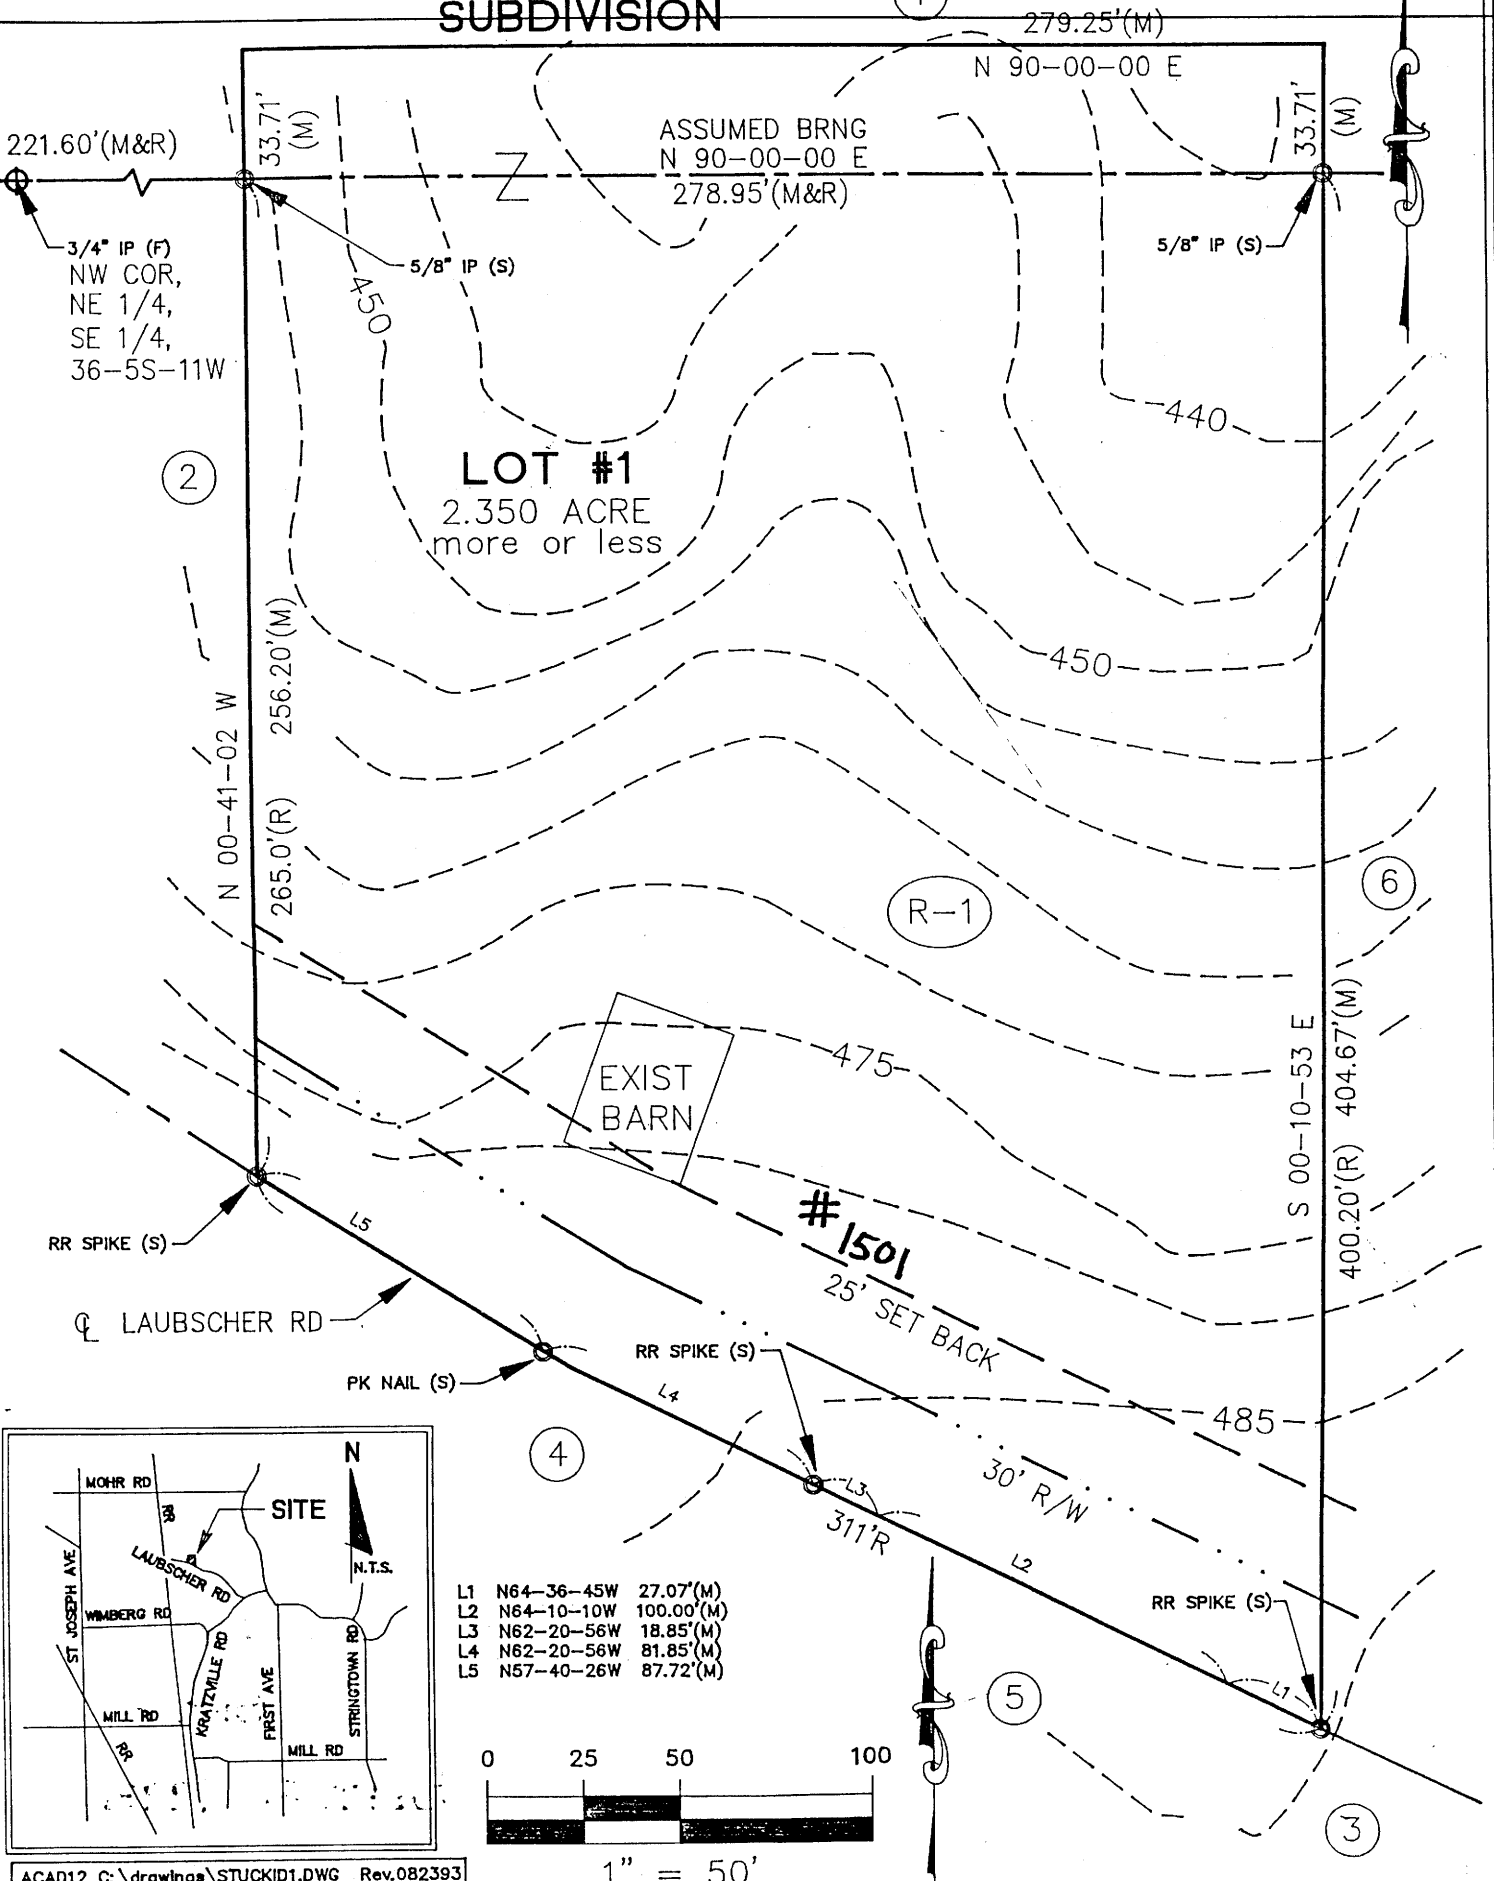 SUBDIVISION
279.25'(M)
N 90-00-00 E
33.71'
(M)
33.71'
(M)
221.60'(M&R)
ASSUMED BRNG
N 90-00-00 E
278.95'(M&R)
Z
3/4" IP (F)
NW COR,
NE 1/4,
SE 1/4,
36-5S-11W
5/8" IP (S)
5/8" IP (S)
450
440
2
LOT #1
2.350 ACRE
more or less
450
N 00-41-02 W
256.20'(M)
265.0'(R)
R-1
6
475
EXIST
BARN
S 00-10-53 E
404.67'(M)
400.20'(R)
#
1501
25' SET BACK
RR SPIKE (S)
L5
℄ LAUBSCHER RD
PK NAIL (S)
RR SPIKE (S)
L4
485
4
L3
311'R
30' R/W
L2
RR SPIKE (S)
L1
5
3
N
MOHR RD
RR
SITE
N.T.S.
LAUBSCHER RD
ST JOSEPH AVE
WIMBERG RD
KRATZVILLE RD
FIRST AVE
STRINGTOWN RD
MILL RD
RR
MILL RD
L1 N64-36-45W 27.07'(M)
L2 N64-10-10W 100.00'(M)
L3 N62-20-56W 18.85'(M)
L4 N62-20-56W 81.85'(M)
L5 N57-40-26W 87.72'(M)
0 25 50 100
1" = 50'
ACAD12 C:\drawings\STUCKID1.DWG Rev.082393